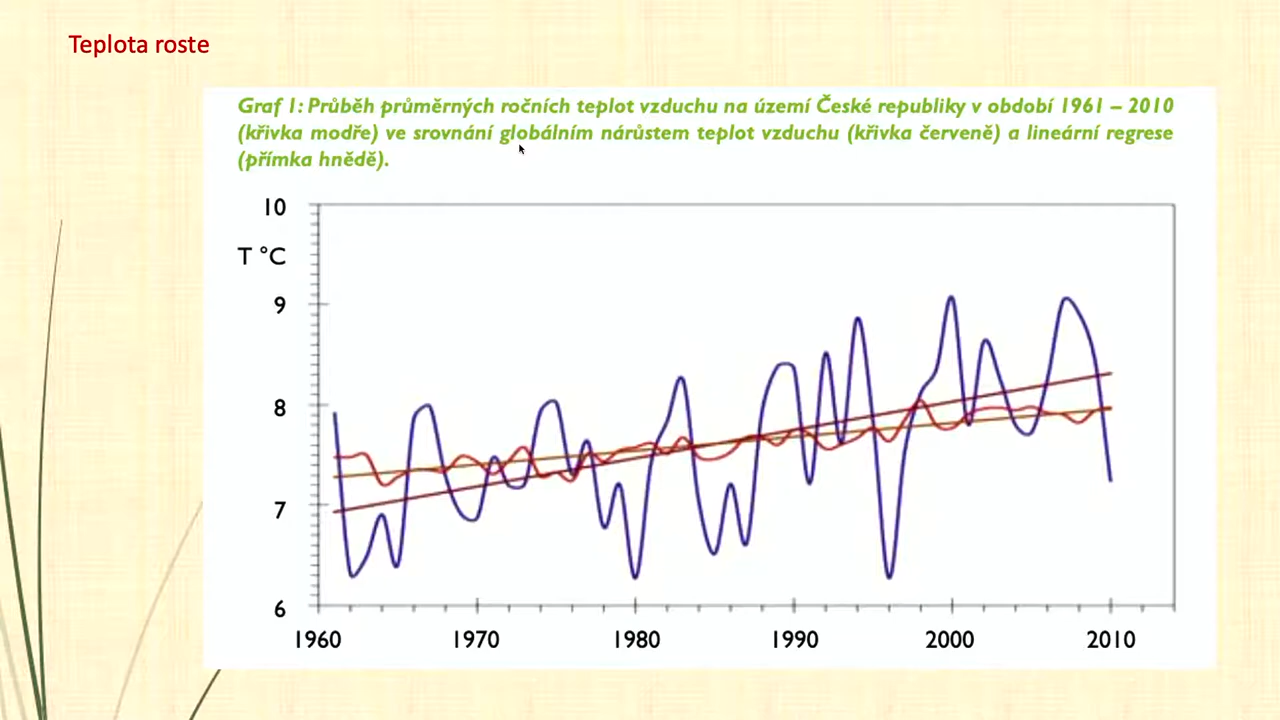 Teplota roste
Graf 1: Průběh průměrných ročních teplot vzduchu na území České republiky v období 1961 – 2010
(křivka modře) ve srovnání globálním nárůstem teplot vzduchu (křivka červeně) a lineární regrese
(přímka hnědě).
10
T °C
9
8
7
6
1960 1970 1980 1990 2000 2010